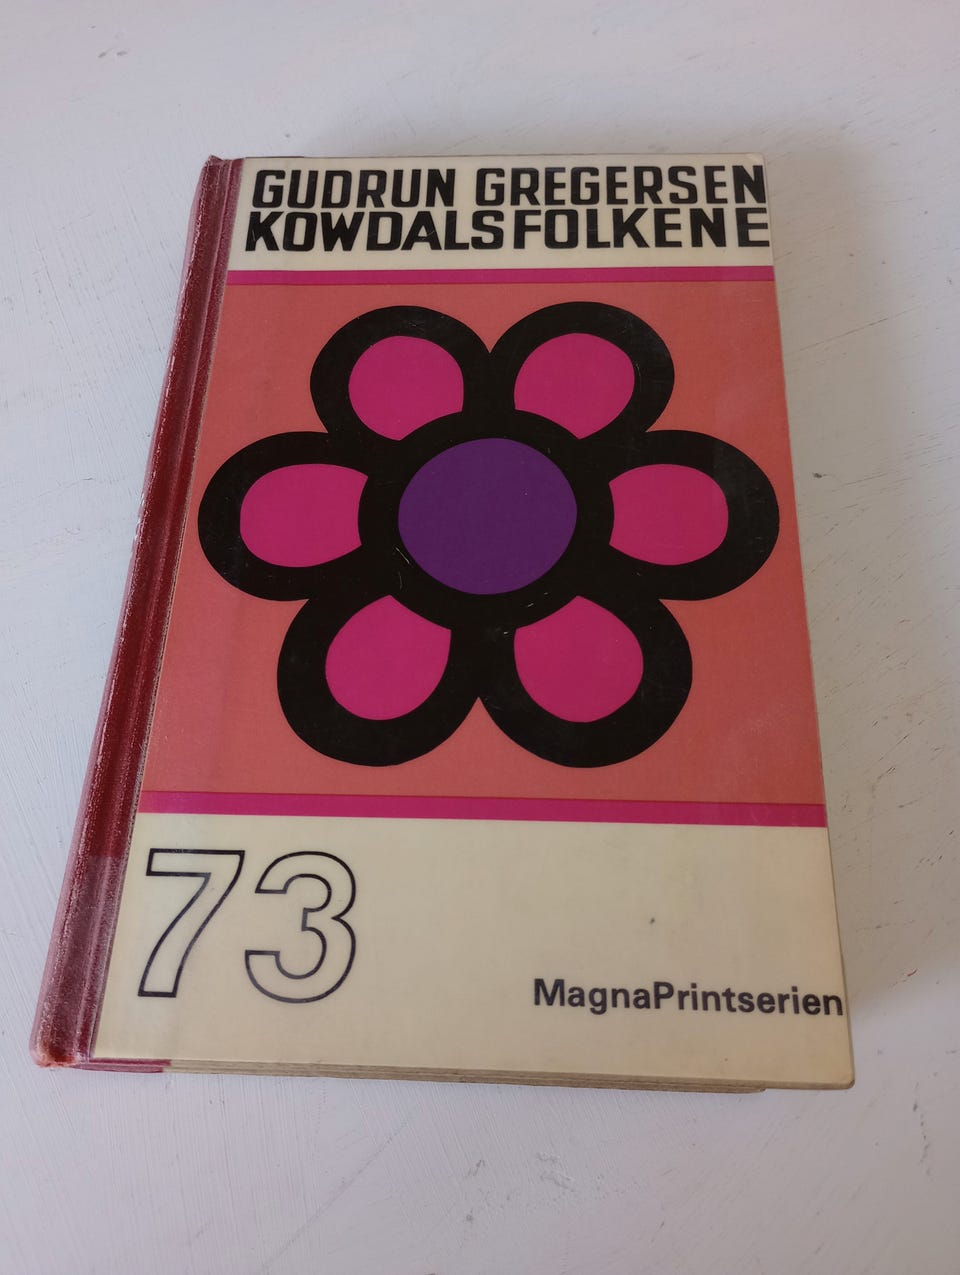 GUDRUN GREGERSEN
KOWDALSFOLKENE
73
MagnaPrintserien